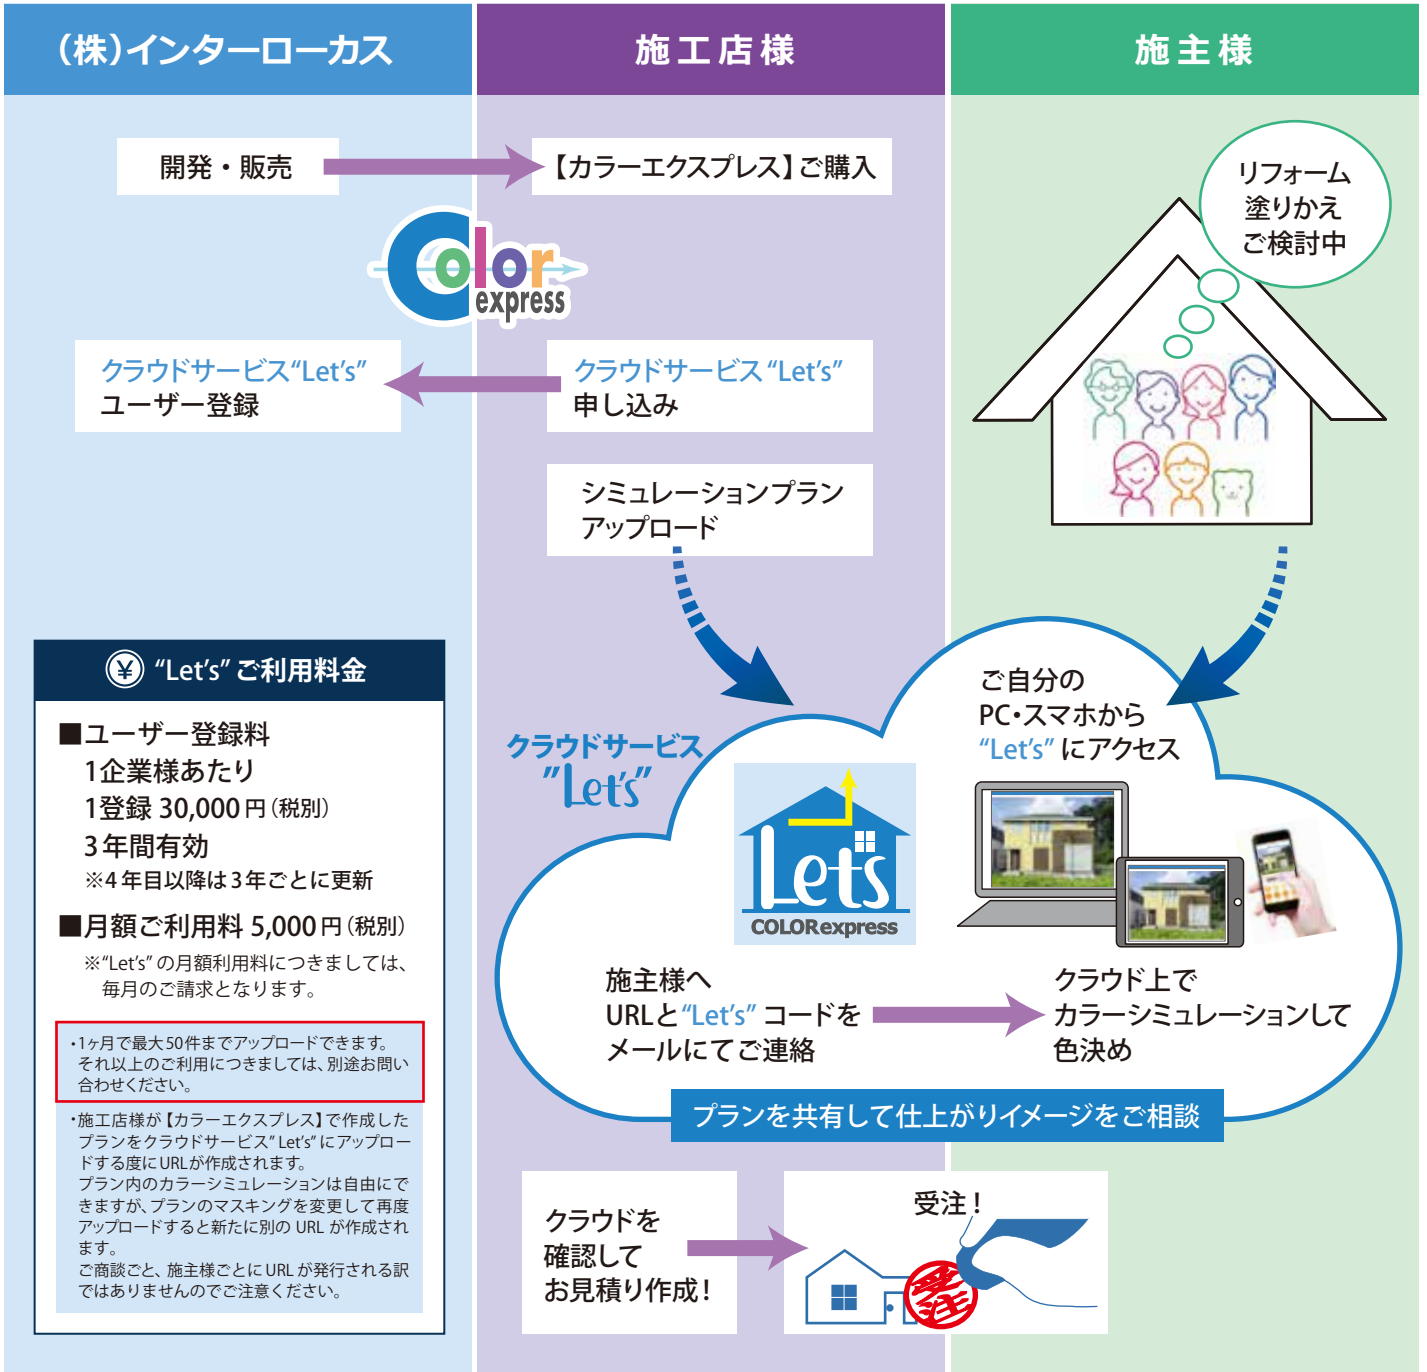 （株）インターローカス
施工店様
施主様
開発・販売
【カラーエクスプレス】ご購入
リフォーム
塗りかえ
ご検討中
Color
express
クラウドサービス“Let's”
ユーザー登録
クラウドサービス“Let's”
申し込み
シミュレーションプラン
アップロード
¥ “Let's” ご利用料金
■ユーザー登録料
1企業様あたり
1登録 30,000円（税別）
3年間有効
※4年目以降は3年ごとに更新
■月額ご利用料 5,000円（税別）
※“Let's” の月額利用料につきましては、
毎月のご請求となります。
・1ヶ月で最大50件までアップロードできます。
それ以上のご利用につきましては、別途お問い
合わせください。
・施工店様が【カラーエクスプレス】で作成した
プランをクラウドサービス”Let's”にアップロー
ドする度にURLが作成されます。
プラン内のカラーシミュレーションは自由にで
きますが、プランのマスキングを変更して再度
アップロードすると新たに別の URL が作成され
ます。
ご商談ごと、施主様ごとにURL が発行される訳
ではありませんのでご注意ください。
クラウドサービス
”Let's”
Let's
COLORexpress
ご自分の
PC・スマホから
“Let's” にアクセス
施主様へ
URLと“Let's” コードを
メールにてご連絡
クラウド上で
カラーシミュレーションして
色決め
プランを共有して仕上がりイメージをご相談
クラウドを
確認して
お見積り作成！
受注！
受注